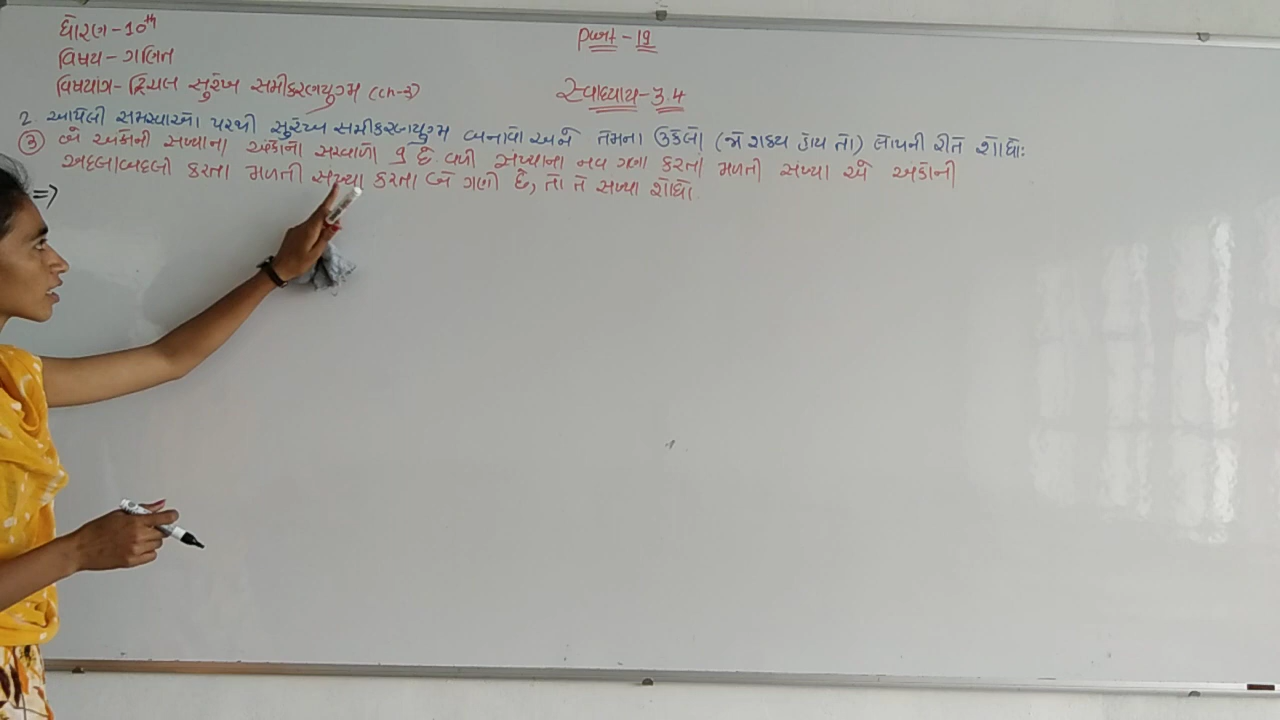 ધોરણ-10th
વિષય - ગણિત
વિષયાંગ- દ્વિચલ સુરેખ સમીકરણયુગ્મ (ch-3)
Part - 19
સ્વાધ્યાય-3.4
2. આપેલી સમસ્યાઓ પરથી સુરેખ સમીકરણયુગ્મ બનાવો અને તેમના ઉકેલો (જો શક્ય હોય તો) લોપની રીતે શોધો:
③ બે અંકોની સંખ્યાના અંકોનો સરવાળો 9 છે. વળી સંખ્યાના નવ ગણા કરતા મળતી સંખ્યા એ અંકોની
અદલાબદલી કરતા મળતી સંખ્યા કરતા બે ગણી છે, તો તે સંખ્યા શોધો.
=>